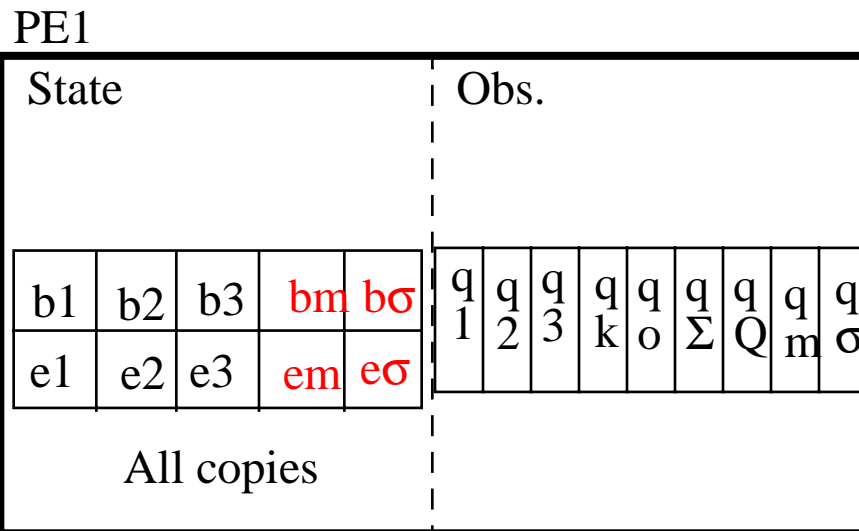 PE1
State Obs.
b1 b2 b3 bm bσ
e1 e2 e3 em eσ
q q q q q q q q q
1 2 3 k o Σ Q m σ
All copies